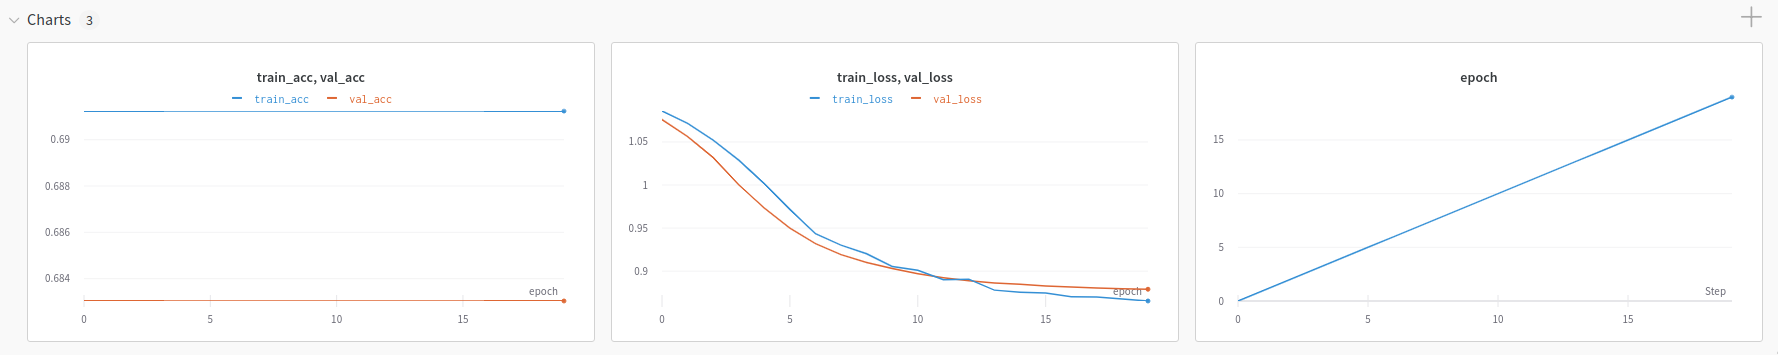 Charts 3
train_acc, val_acc
train_acc val_acc
0.69
0.688
0.686
0.684
epoch
0 5 10 15
train_loss, val_loss
train_loss val_loss
1.05
1
0.95
0.9
epoch
0 5 10 15
epoch
15
10
5
0
Step
0 5 10 15